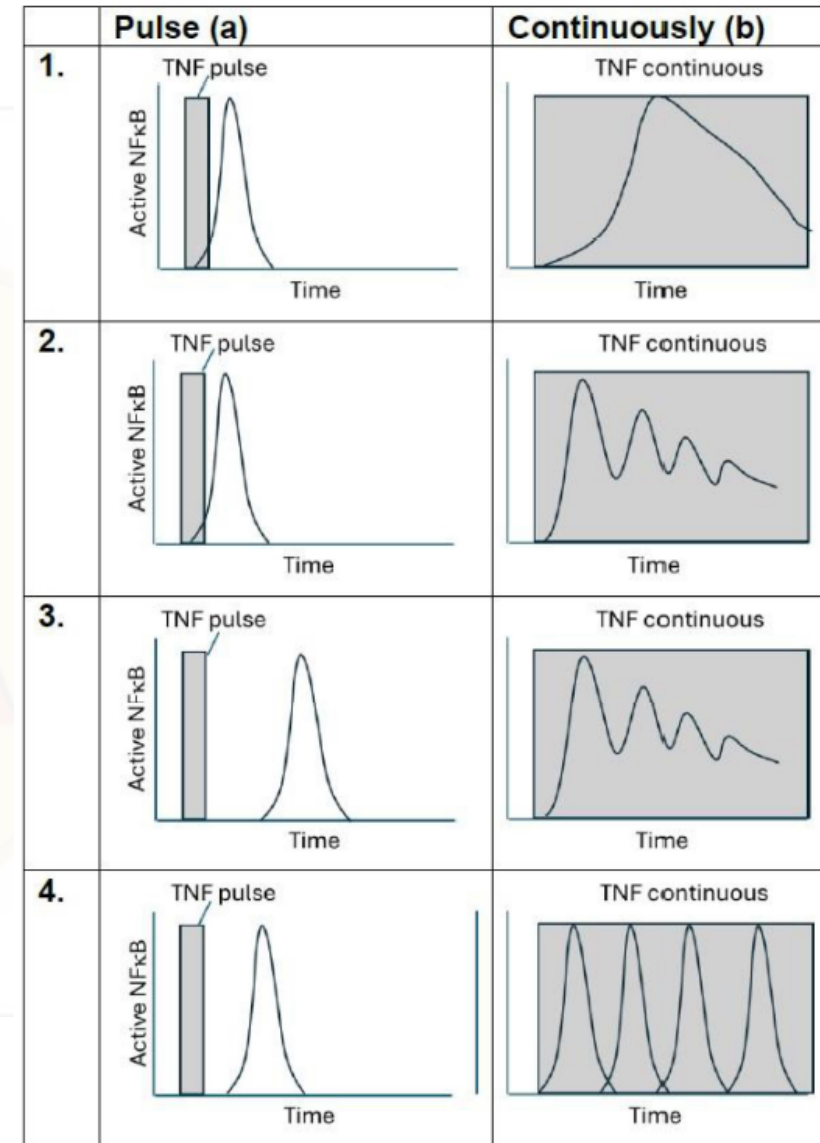 Pulse (a)
Continuously (b)
1.
TNF pulse
Active NFκB
Time
TNF continuous
Time
2.
TNF pulse
Active NFκB
Time
TNF continuous
Time
3.
TNF pulse
Active NFκB
Time
TNF continuous
Time
4.
TNF pulse
Active NFκB
Time
TNF continuous
Time